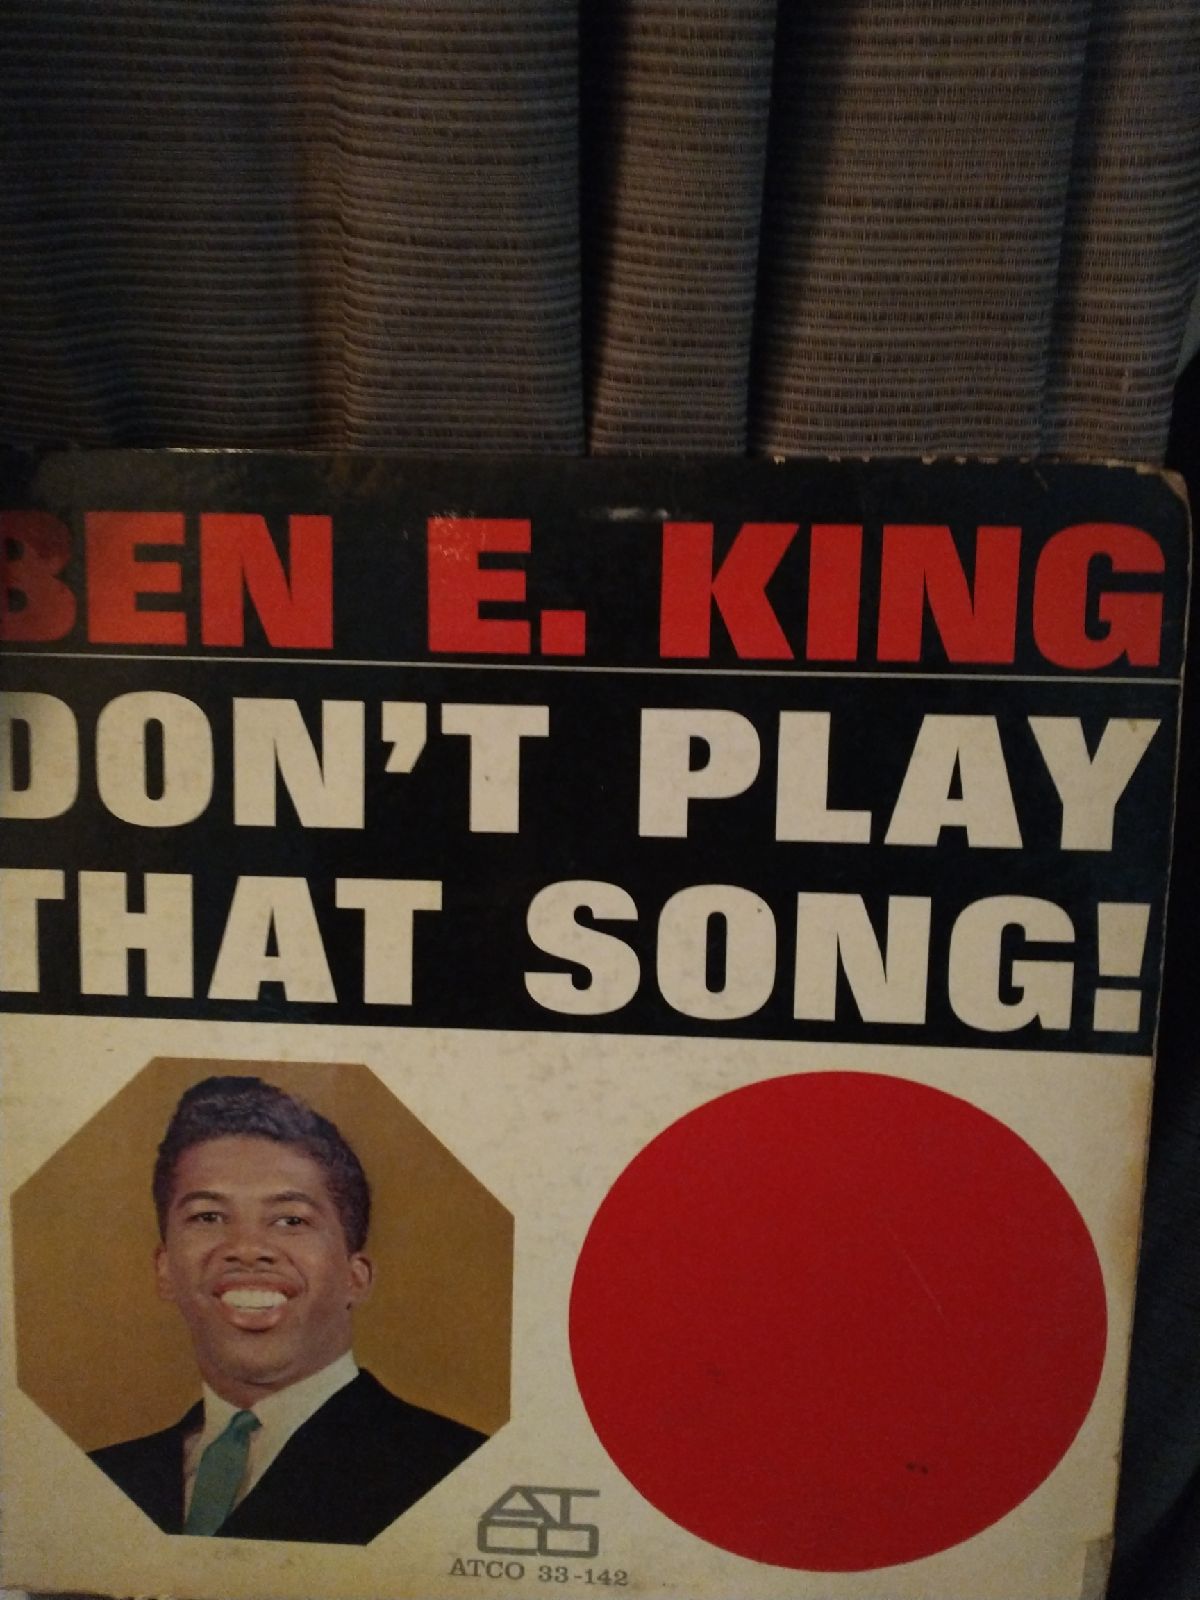 BEN E. KING
DON'T PLAY
THAT SONG!
ATCO
ATCO 33-142